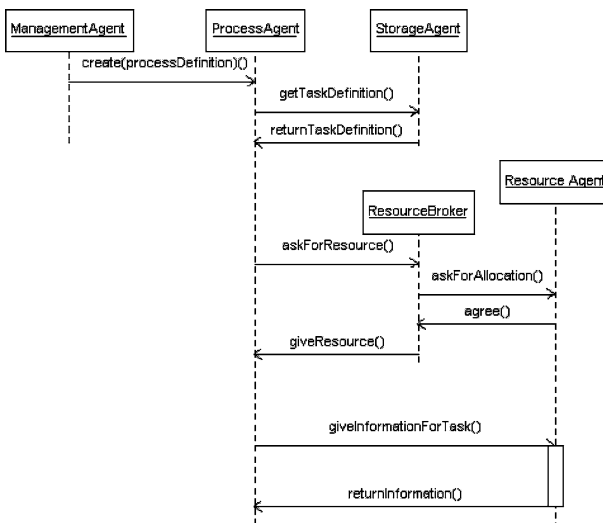 ManagementAgent
ProcessAgent
StorageAgent
create(processDefinition)()
getTaskDefinition()
returnTaskDefinition()
Resource Agent
ResourceBroker
askForResource()
askForAllocation()
agree()
giveResource()
giveInformationForTask()
returnInformation()